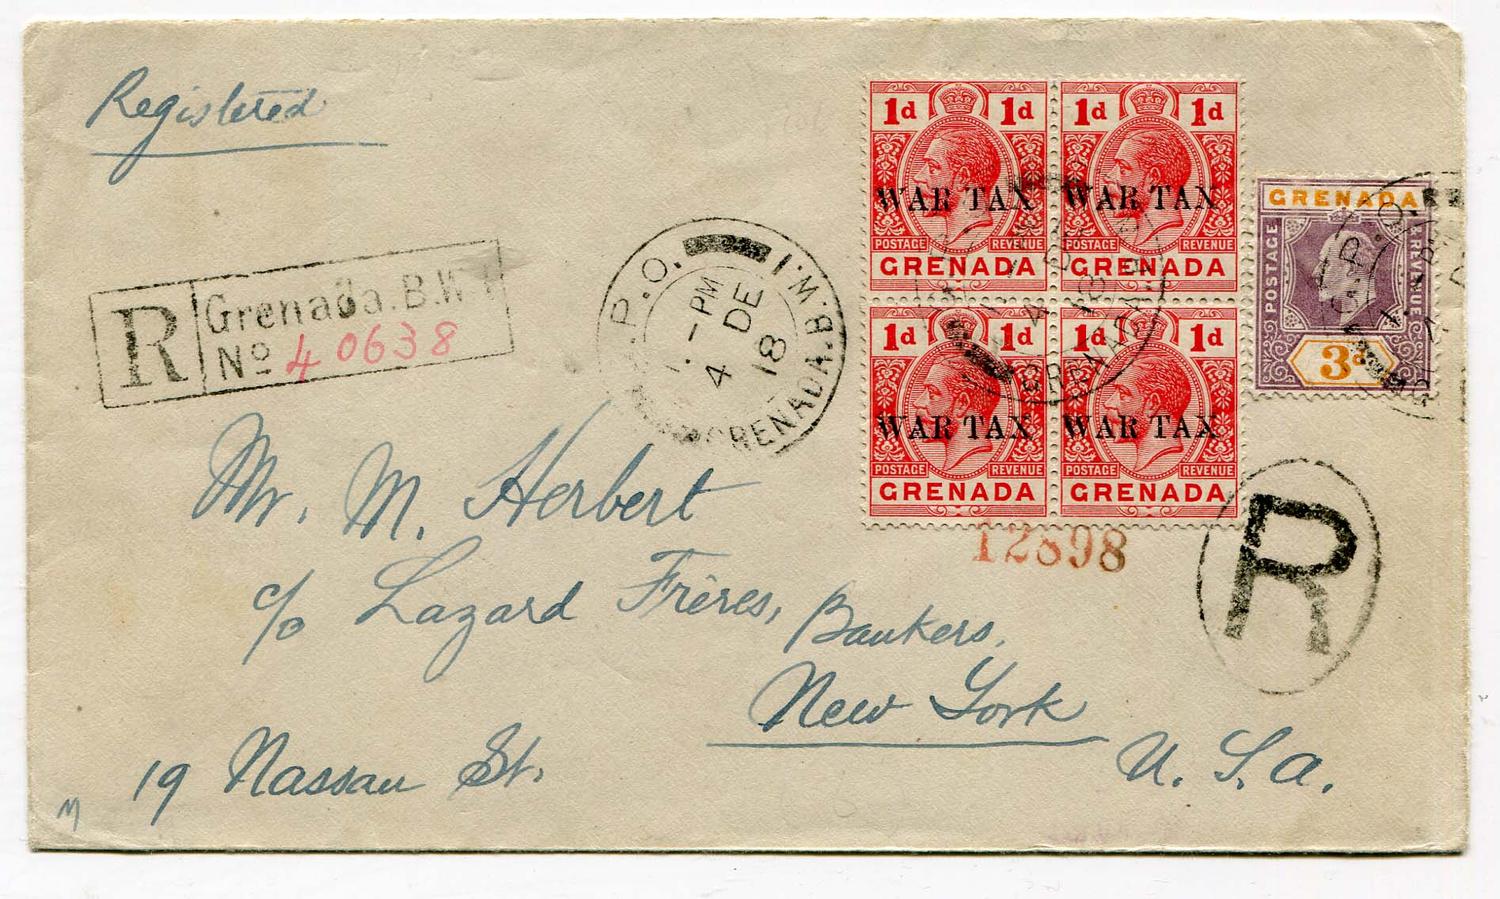 Registered
R Grenada.B.W.I
Nº 40638
G.P.O. GRENADA.B.W.I.
1.-PM
4 DE
18
1d 1d
WAR TAX
POSTAGE REVENUE
GRENADA
1d 1d
WAR TAX
POSTAGE REVENUE
GRENADA
1d 1d
WAR TAX
POSTAGE REVENUE
GRENADA
1d 1d
WAR TAX
POSTAGE REVENUE
GRENADA
GRENADA
POSTAGE & REVENUE
3d
12898
R
Mr. M. Herbert
c/o Lazard Frères, Bankers,
New York
19 Nassau St. U. S. A.
M